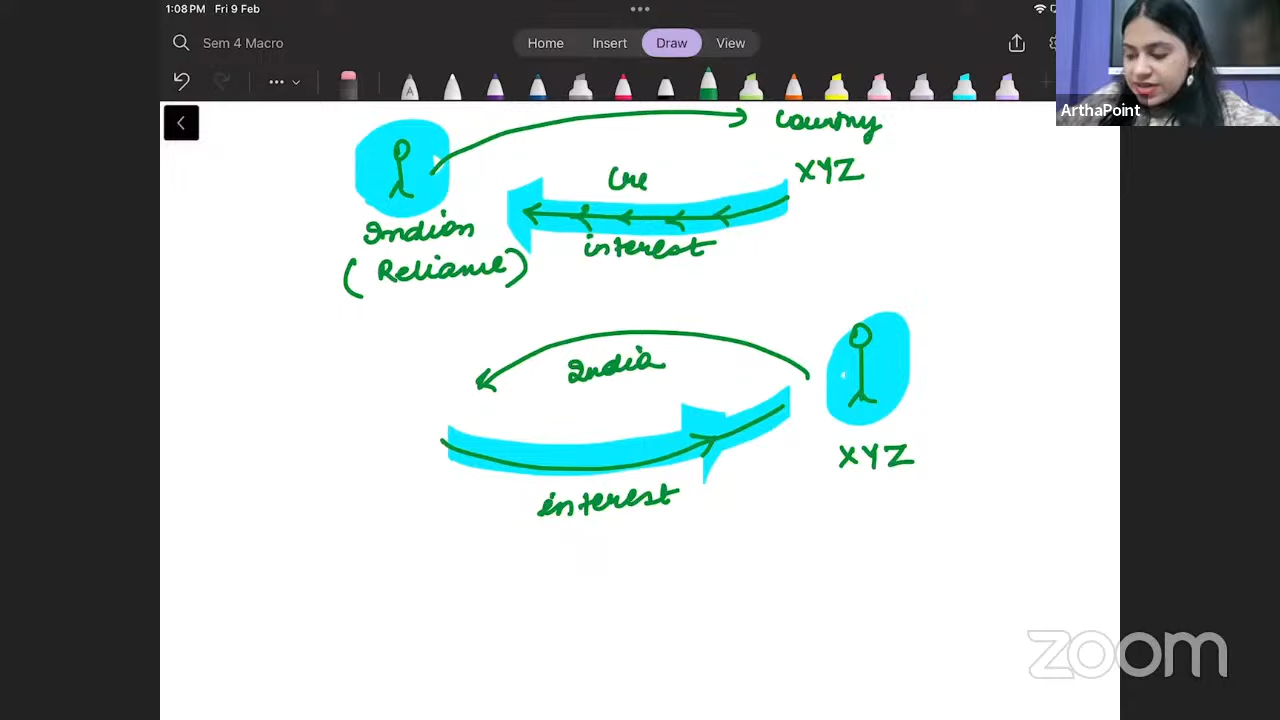 1:08 PM Fri 9 Feb
Sem 4 Macro
Home Insert Draw View
A
ArthaPoint
Country
XYZ
interest
Indian
(Reliance)
India
XYZ
interest
zoom